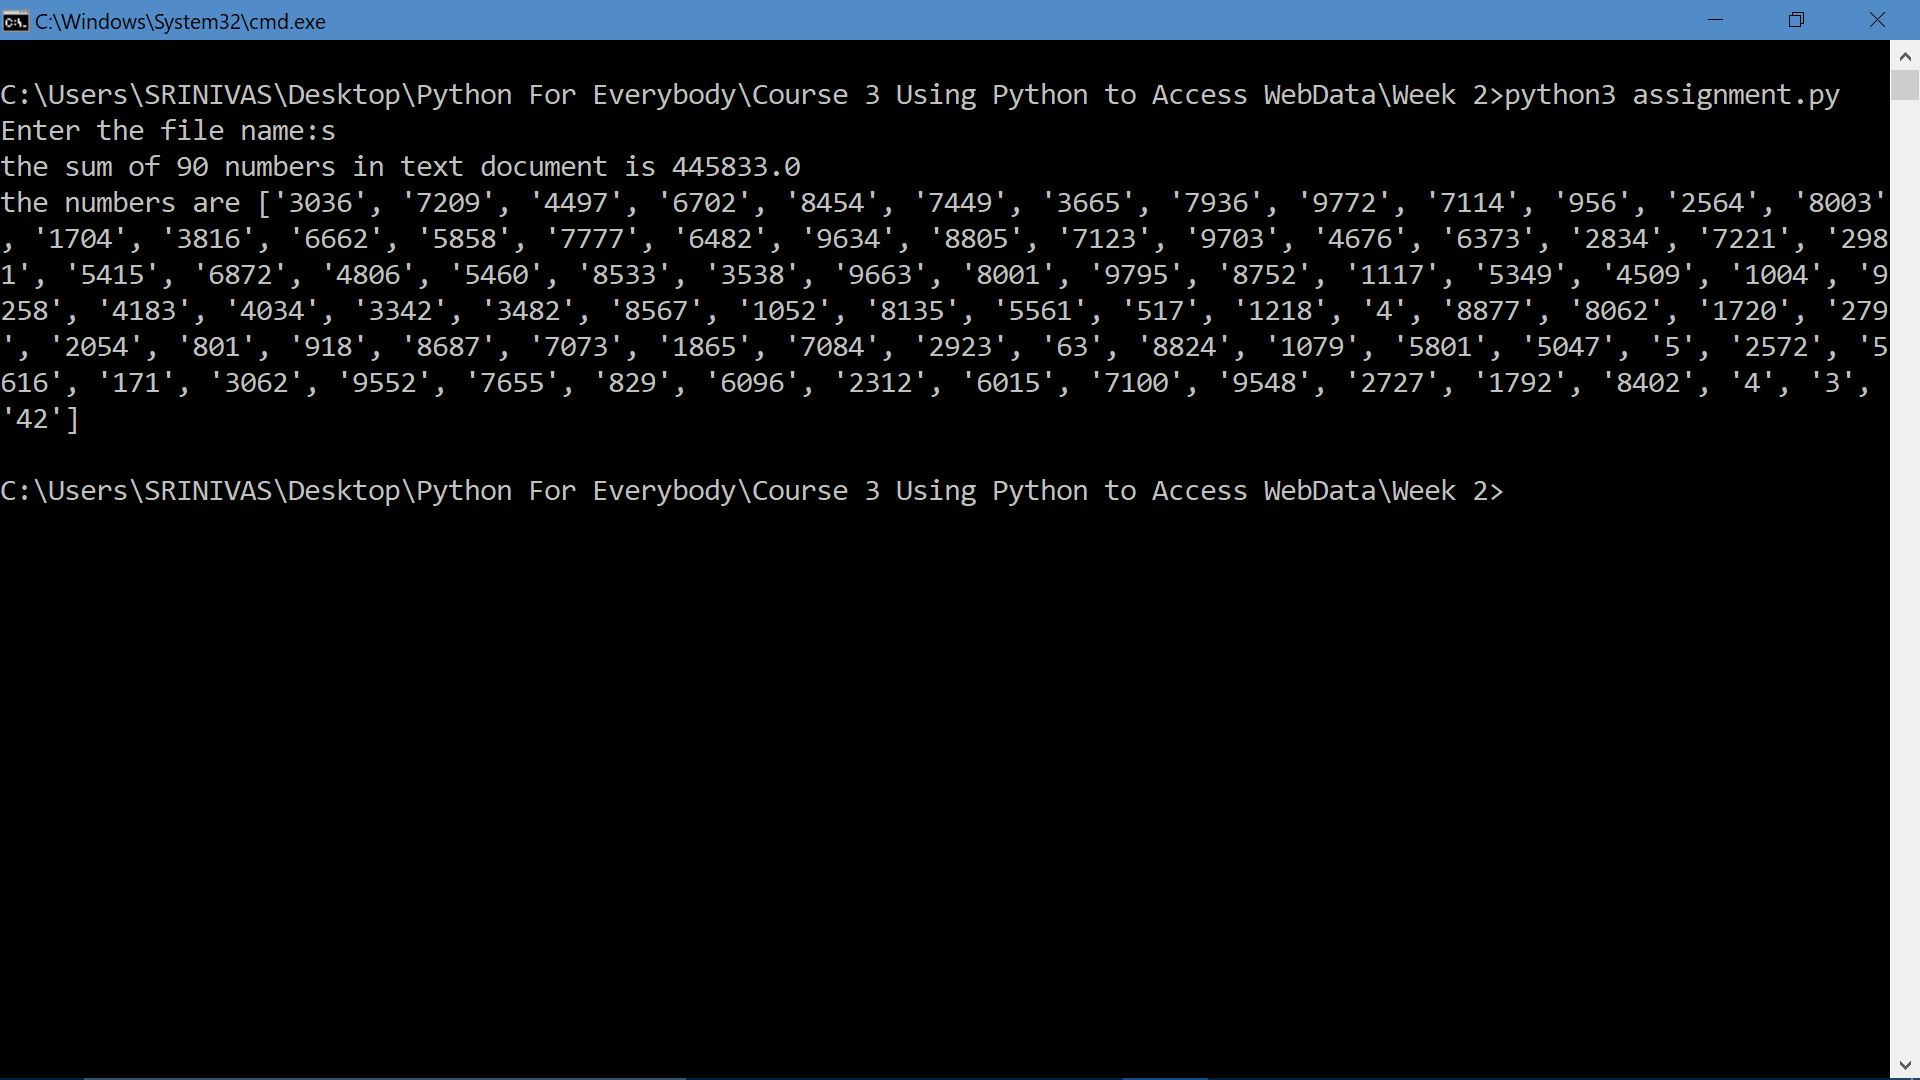 C:\Windows\System32\cmd.exe
C:\Users\SRINIVAS\Desktop\Python For Everybody\Course 3 Using Python to Access WebData\Week 2>python3 assignment.py
Enter the file name:s
the sum of 90 numbers in text document is 445833.0
the numbers are ['3036', '7209', '4497', '6702', '8454', '7449', '3665', '7936', '9772', '7114', '956', '2564', '8003'
, '1704', '3816', '6662', '5858', '7777', '6482', '9634', '8805', '7123', '9703', '4676', '6373', '2834', '7221', '298
1', '5415', '6872', '4806', '5460', '8533', '3538', '9663', '8001', '9795', '8752', '1117', '5349', '4509', '1004', '9
258', '4183', '4034', '3342', '3482', '8567', '1052', '8135', '5561', '517', '1218', '4', '8877', '8062', '1720', '279
', '2054', '801', '918', '8687', '7073', '1865', '7084', '2923', '63', '8824', '1079', '5801', '5047', '5', '2572', '5
616', '171', '3062', '9552', '7655', '829', '6096', '2312', '6015', '7100', '9548', '2727', '1792', '8402', '4', '3',
'42']
C:\Users\SRINIVAS\Desktop\Python For Everybody\Course 3 Using Python to Access WebData\Week 2>